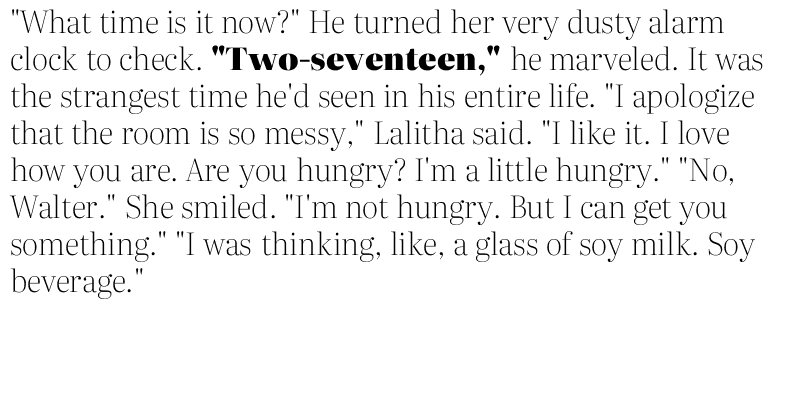 "What time is it now?" He turned her very dusty alarm
clock to check. "Two-seventeen," he marveled. It was
the strangest time he'd seen in his entire life. "I apologize
that the room is so messy," Lalitha said. "I like it. I love
how you are. Are you hungry? I'm a little hungry." "No,
Walter." She smiled. "I'm not hungry. But I can get you
something." "I was thinking, like, a glass of soy milk. Soy
beverage."